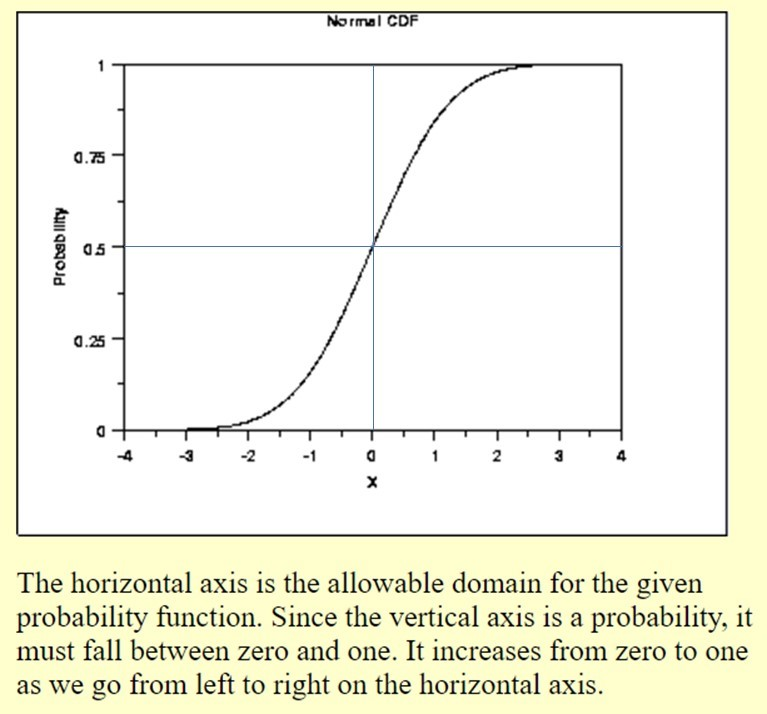 Normal CDF
1
0.75
0.5
0.25
0
Probability
-4 -3 -2 -1 0 1 2 3 4
X
The horizontal axis is the allowable domain for the given
probability function. Since the vertical axis is a probability, it
must fall between zero and one. It increases from zero to one
as we go from left to right on the horizontal axis.